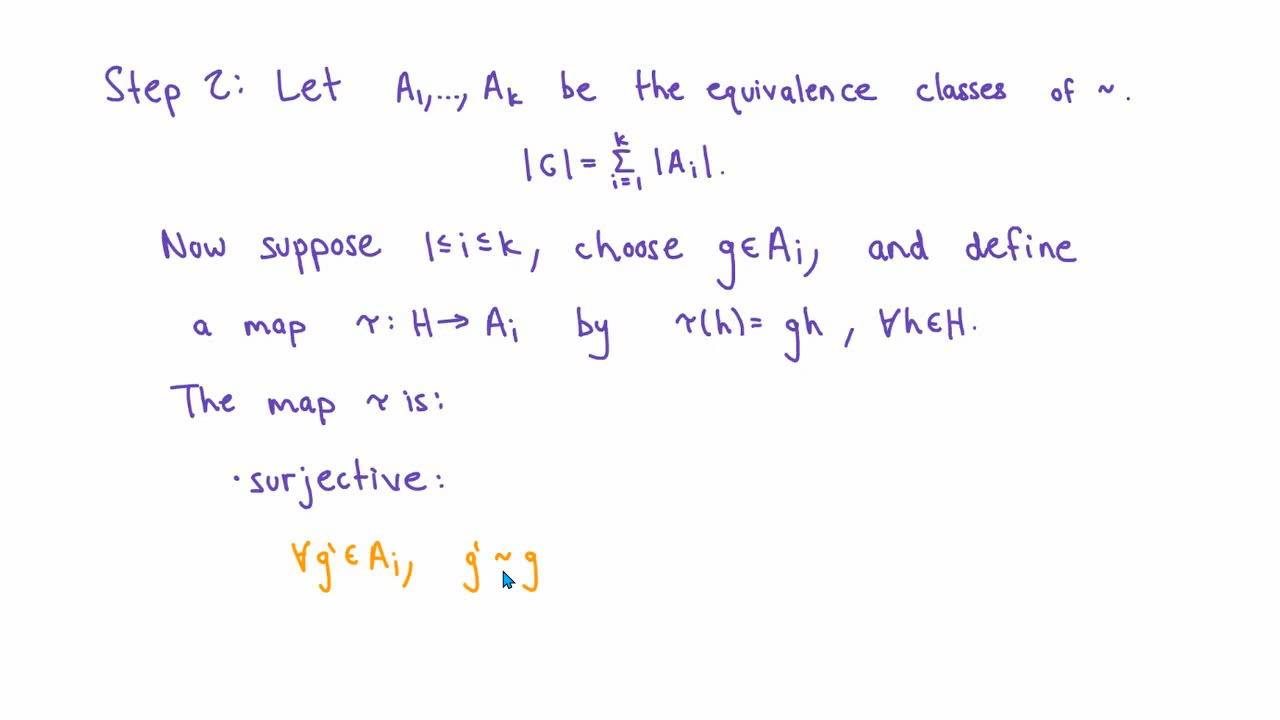 Step 2: Let A₁,..., Aₖ be the equivalence classes of ~.
|G| = ∑ᵢ₌₁ᵏ |Aᵢ|.
Now suppose 1≤i≤k, choose g∈Aᵢ, and define
a map τ: H→Aᵢ by τ(h)= gh, ∀h∈H.
The map τ is:
• surjective:
∀g'∈Aᵢ, g' ~ g